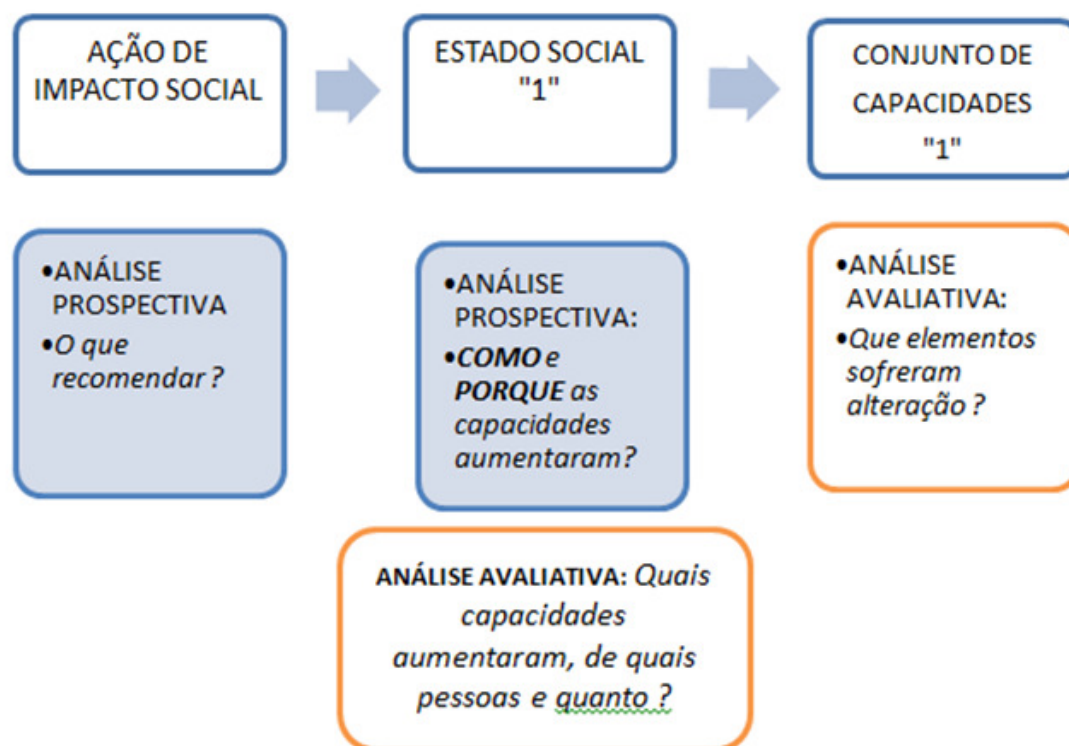 AÇÃO DE
IMPACTO SOCIAL
ESTADO SOCIAL
"1"
CONJUNTO DE
CAPACIDADES
"1"
•ANÁLISE
PROSPECTIVA
•O que
recomendar ?
•ANÁLISE
PROSPECTIVA:
•COMO e
PORQUE as
capacidades
aumentaram?
•ANÁLISE
AVALIATIVA:
•Que elementos
sofreram
alteração ?
ANÁLISE AVALIATIVA: Quais
capacidades
aumentaram, de quais
pessoas e quanto ?